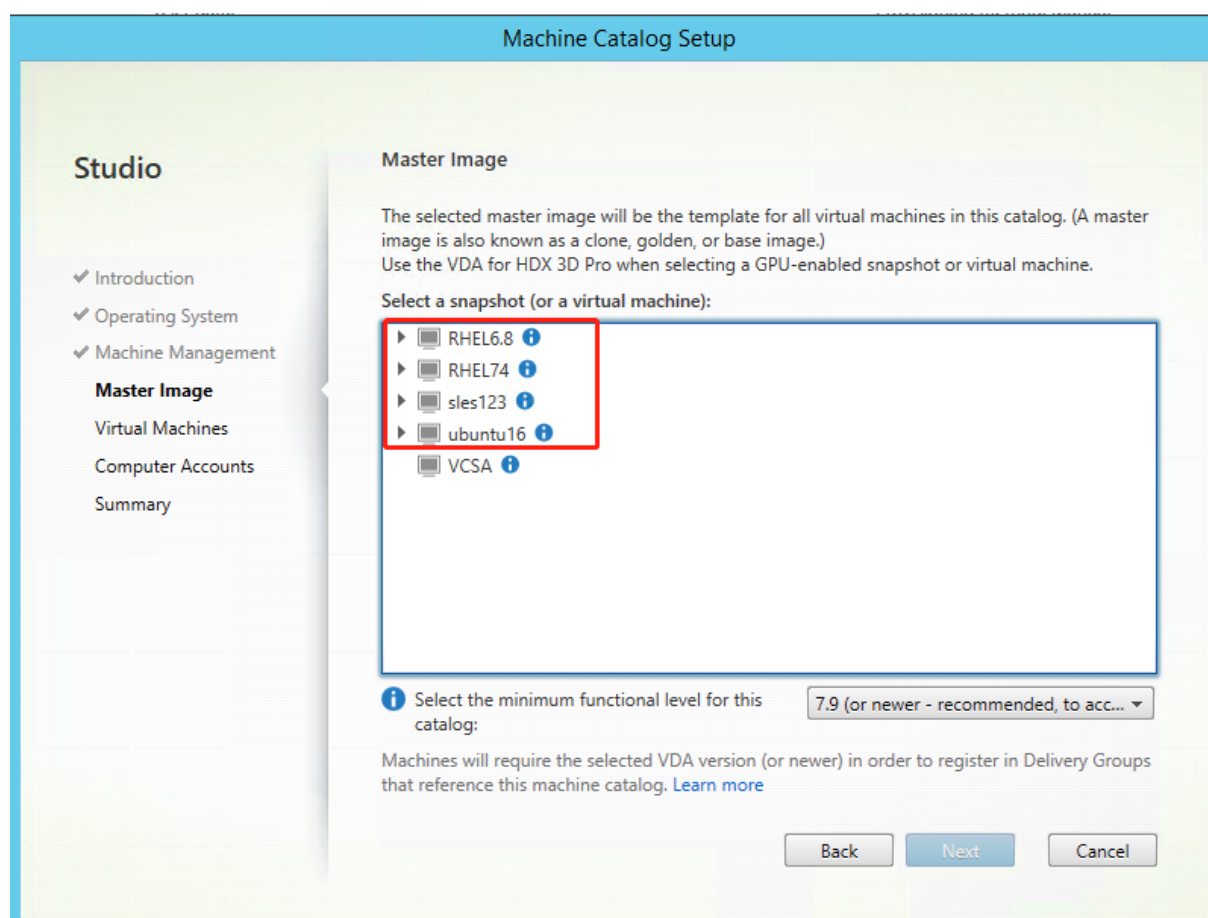 Machine Catalog Setup
Studio
Introduction
Operating System
Machine Management
Master Image
Virtual Machines
Computer Accounts
Summary
Master Image
The selected master image will be the template for all virtual machines in this catalog. (A master
image is also known as a clone, golden, or base image.)
Use the VDA for HDX 3D Pro when selecting a GPU-enabled snapshot or virtual machine.
Select a snapshot (or a virtual machine):
RHEL6.8
RHEL74
sles123
ubuntu16
VCSA
Select the minimum functional level for this
catalog:
7.9 (or newer - recommended, to acc...
Machines will require the selected VDA version (or newer) in order to register in Delivery Groups
that reference this machine catalog. Learn more
Back
Next
Cancel